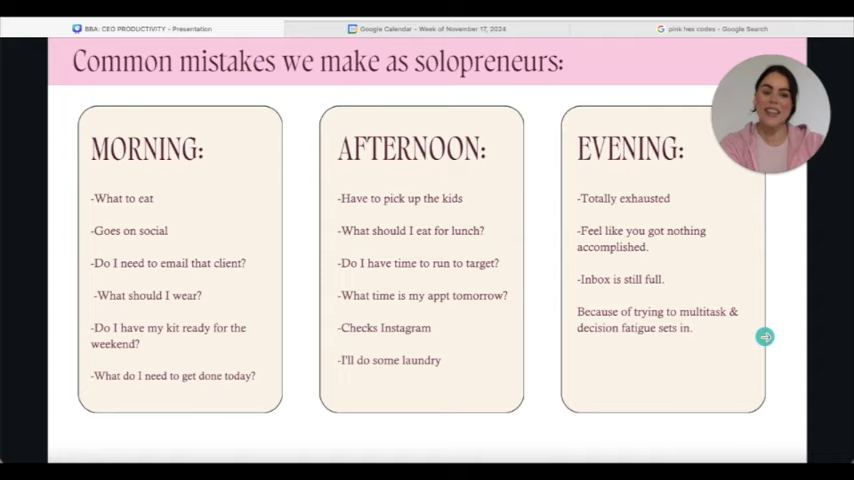 BBA: CEO PRODUCTIVITY - Presentation
Google Calendar - Week of November 17, 2024
pink hex codes - Google Search
Common mistakes we make as solopreneurs:
MORNING:
-What to eat
-Goes on social
-Do I need to email that client?
-What should I wear?
-Do I have my kit ready for the
weekend?
-What do I need to get done today?
AFTERNOON:
-Have to pick up the kids
-What should I eat for lunch?
-Do I have time to run to target?
-What time is my appt tomorrow?
-Checks Instagram
-I'll do some laundry
EVENING:
-Totally exhausted
-Feel like you got nothing
accomplished.
-Inbox is still full.
Because of trying to multitask &
decision fatigue sets in.